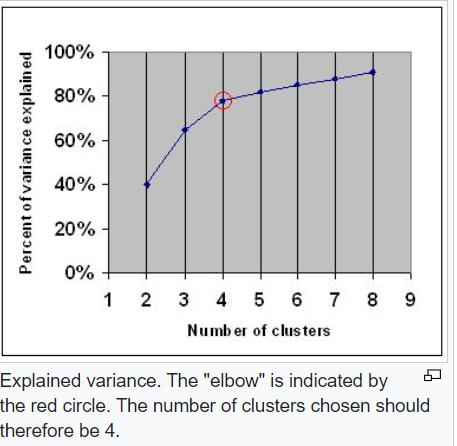 100%
80%
60%
40%
20%
0%
Percent of variance explained
1 2 3 4 5 6 7 8 9
Number of clusters
Explained variance. The "elbow" is indicated by
the red circle. The number of clusters chosen should
therefore be 4.